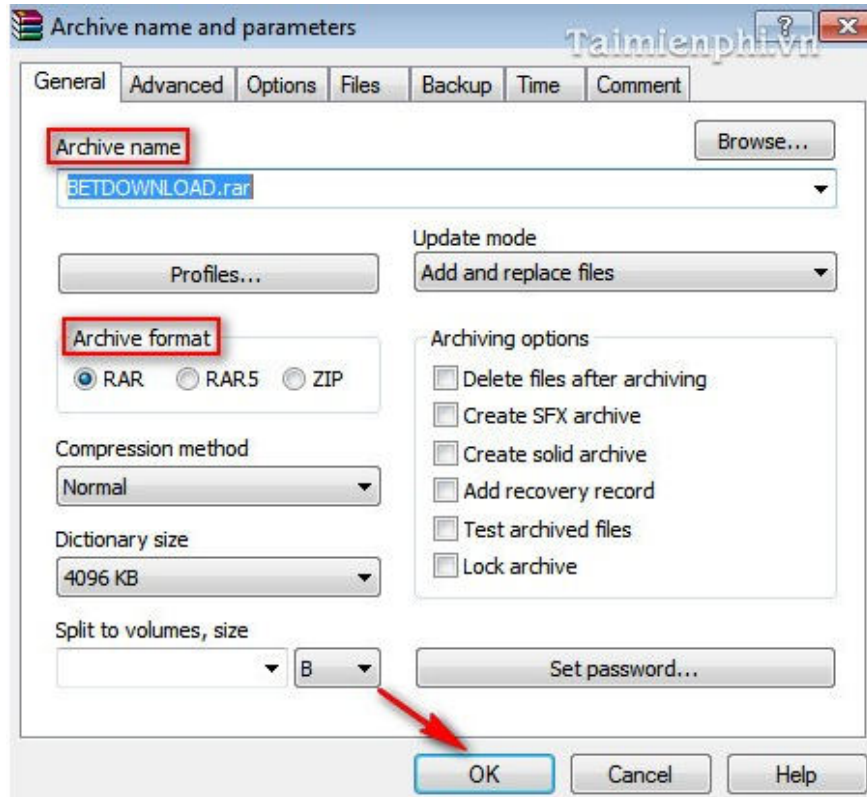 Archive name and parameters
Taimienphi.vn
General Advanced Options Files Backup Time Comment
Archive name
Browse...
BETDOWNLOAD.rar
Update mode
Profiles...
Add and replace files
Archive format
RAR RAR5 ZIP
Archiving options
Delete files after archiving
Create SFX archive
Create solid archive
Add recovery record
Test archived files
Lock archive
Compression method
Normal
Dictionary size
4096 KB
Split to volumes, size
B
Set password...
OK Cancel Help